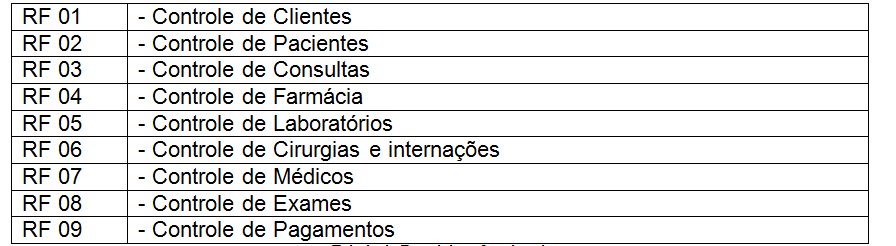 RF 01 - Controle de Clientes
RF 02 - Controle de Pacientes
RF 03 - Controle de Consultas
RF 04 - Controle de Farmácia
RF 05 - Controle de Laboratórios
RF 06 - Controle de Cirurgias e internações
RF 07 - Controle de Médicos
RF 08 - Controle de Exames
RF 09 - Controle de Pagamentos